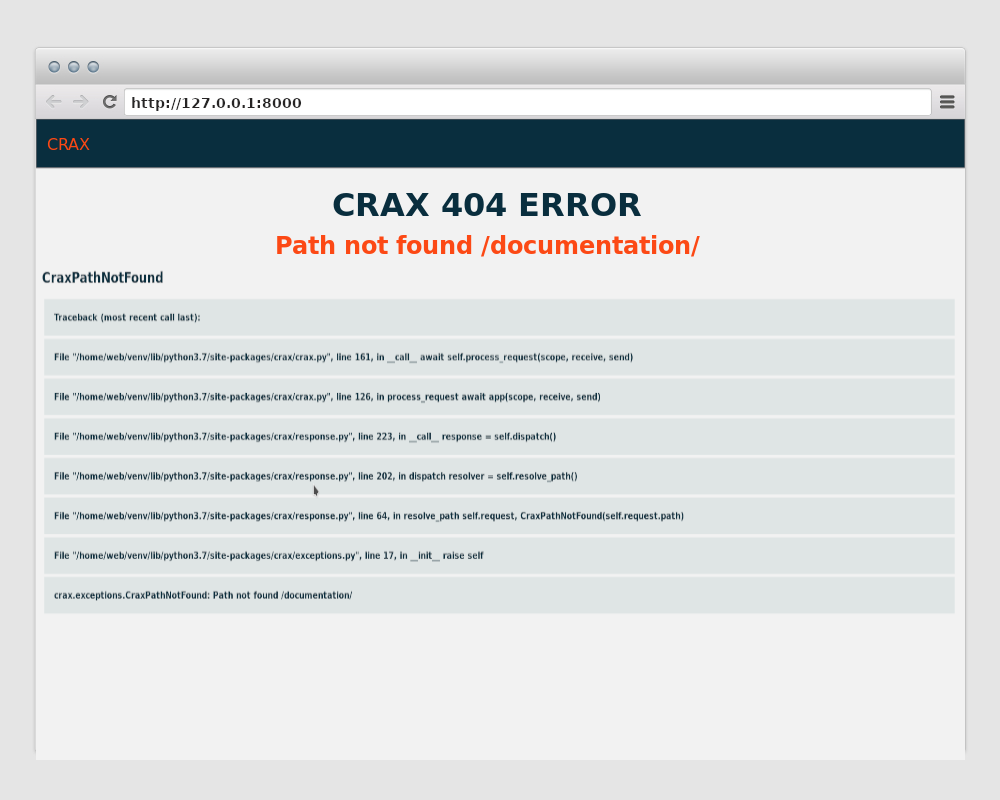 http://127.0.0.1:8000
CRAX
CRAX 404 ERROR
Path not found /documentation/
CraxPathNotFound
Traceback (most recent call last):
File "/home/web/venv/lib/python3.7/site-packages/crax/crax.py", line 161, in __call__ await self.process_request(scope, receive, send)
File "/home/web/venv/lib/python3.7/site-packages/crax/crax.py", line 126, in process_request await app(scope, receive, send)
File "/home/web/venv/lib/python3.7/site-packages/crax/response.py", line 223, in __call__ response = self.dispatch()
File "/home/web/venv/lib/python3.7/site-packages/crax/response.py", line 202, in dispatch resolver = self.resolve_path()
File "/home/web/venv/lib/python3.7/site-packages/crax/response.py", line 64, in resolve_path self.request, CraxPathNotFound(self.request.path)
File "/home/web/venv/lib/python3.7/site-packages/crax/exceptions.py", line 17, in __init__ raise self
crax.exceptions.CraxPathNotFound: Path not found /documentation/